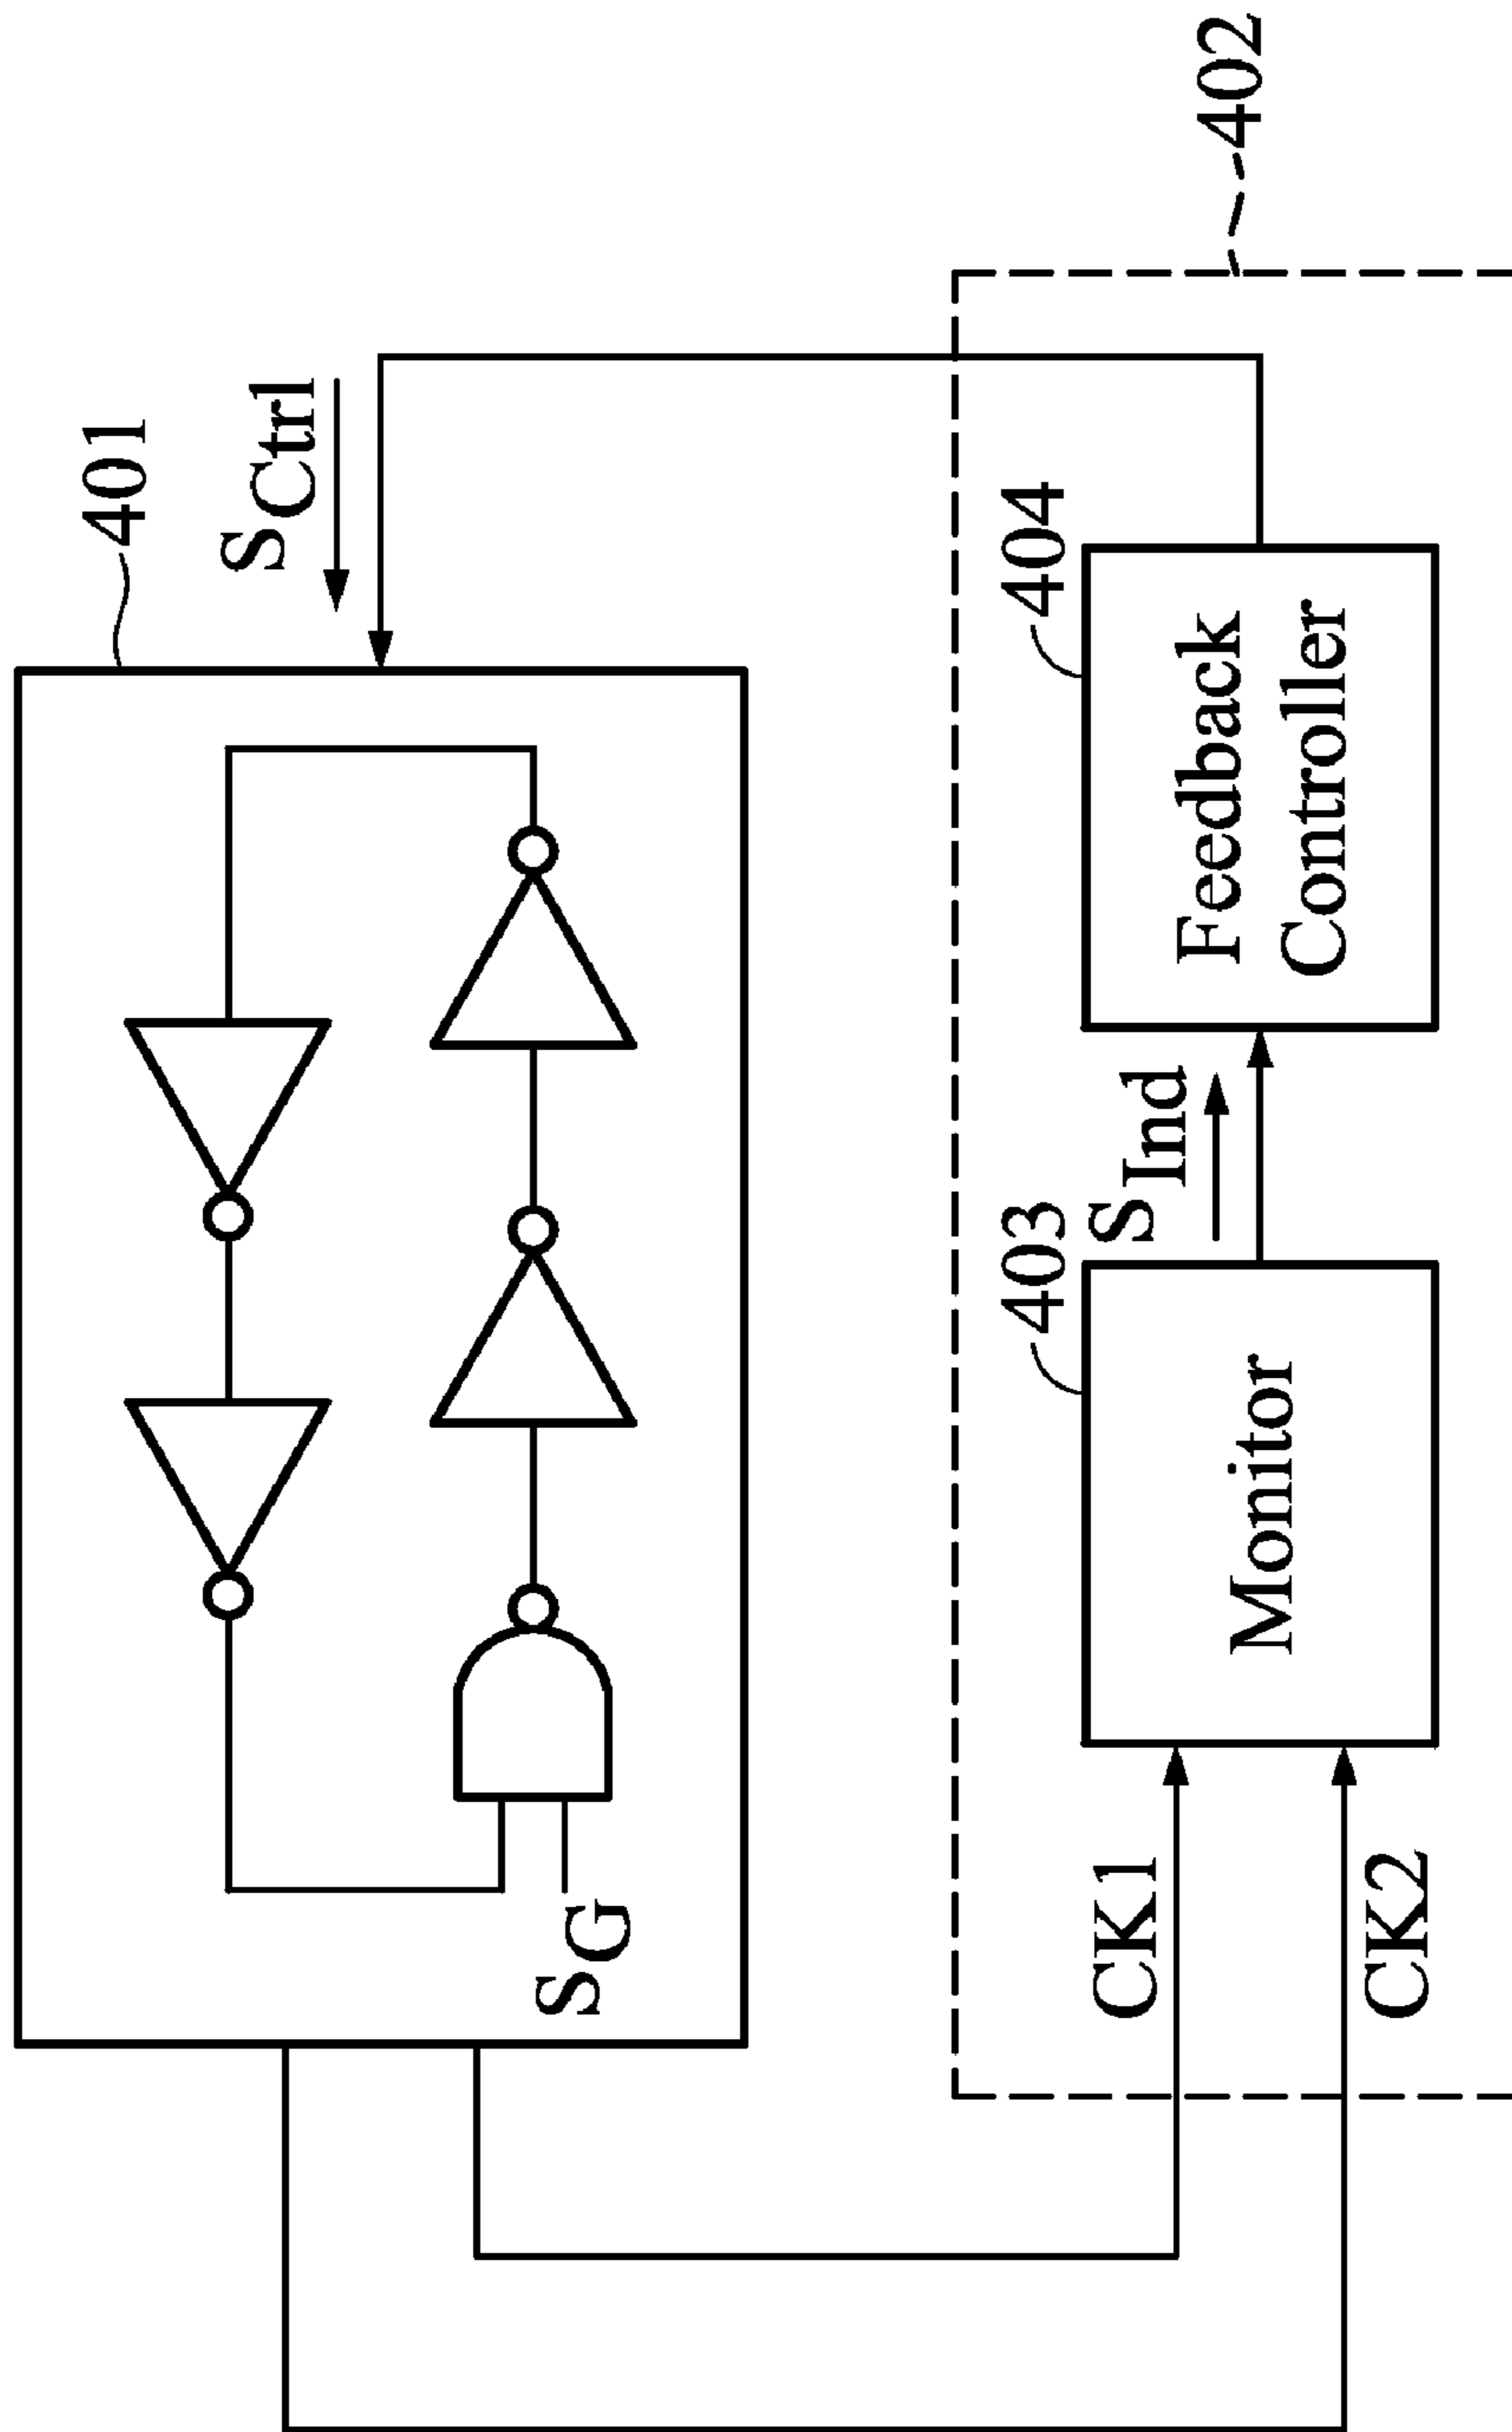 401
SCtrl
SG
402
403
SInd
404
CK1
CK2
Monitor
Feedback
Controller